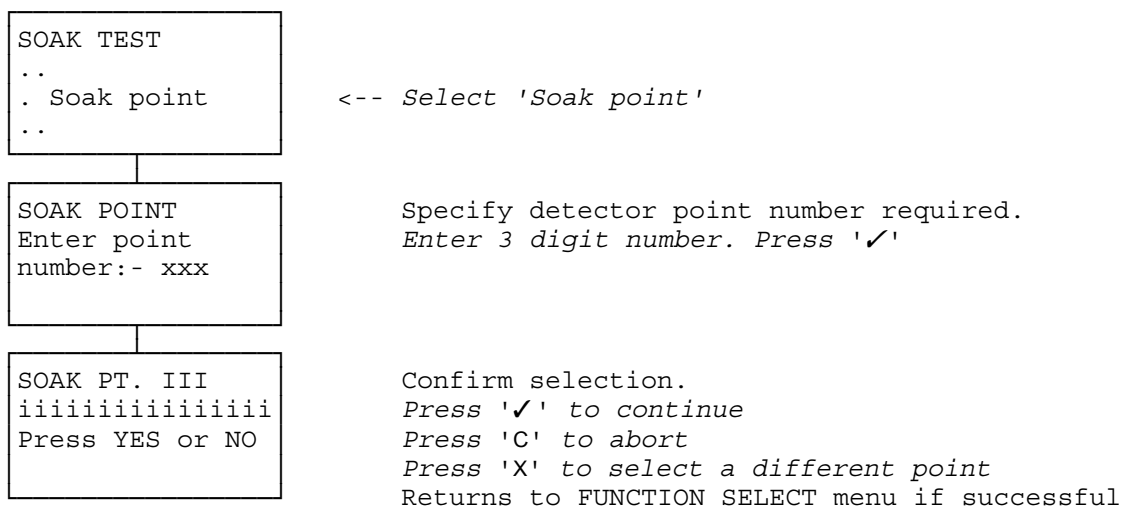 SOAK TEST
..
. Soak point <-- Select 'Soak point'
..
SOAK POINT Specify detector point number required.
Enter point Enter 3 digit number. Press '✓'
number:- xxx
SOAK PT. III Confirm selection.
iiiiiiiiiiiiiiii Press '✓' to continue
Press YES or NO Press 'C' to abort
Press 'X' to select a different point
Returns to FUNCTION SELECT menu if successful